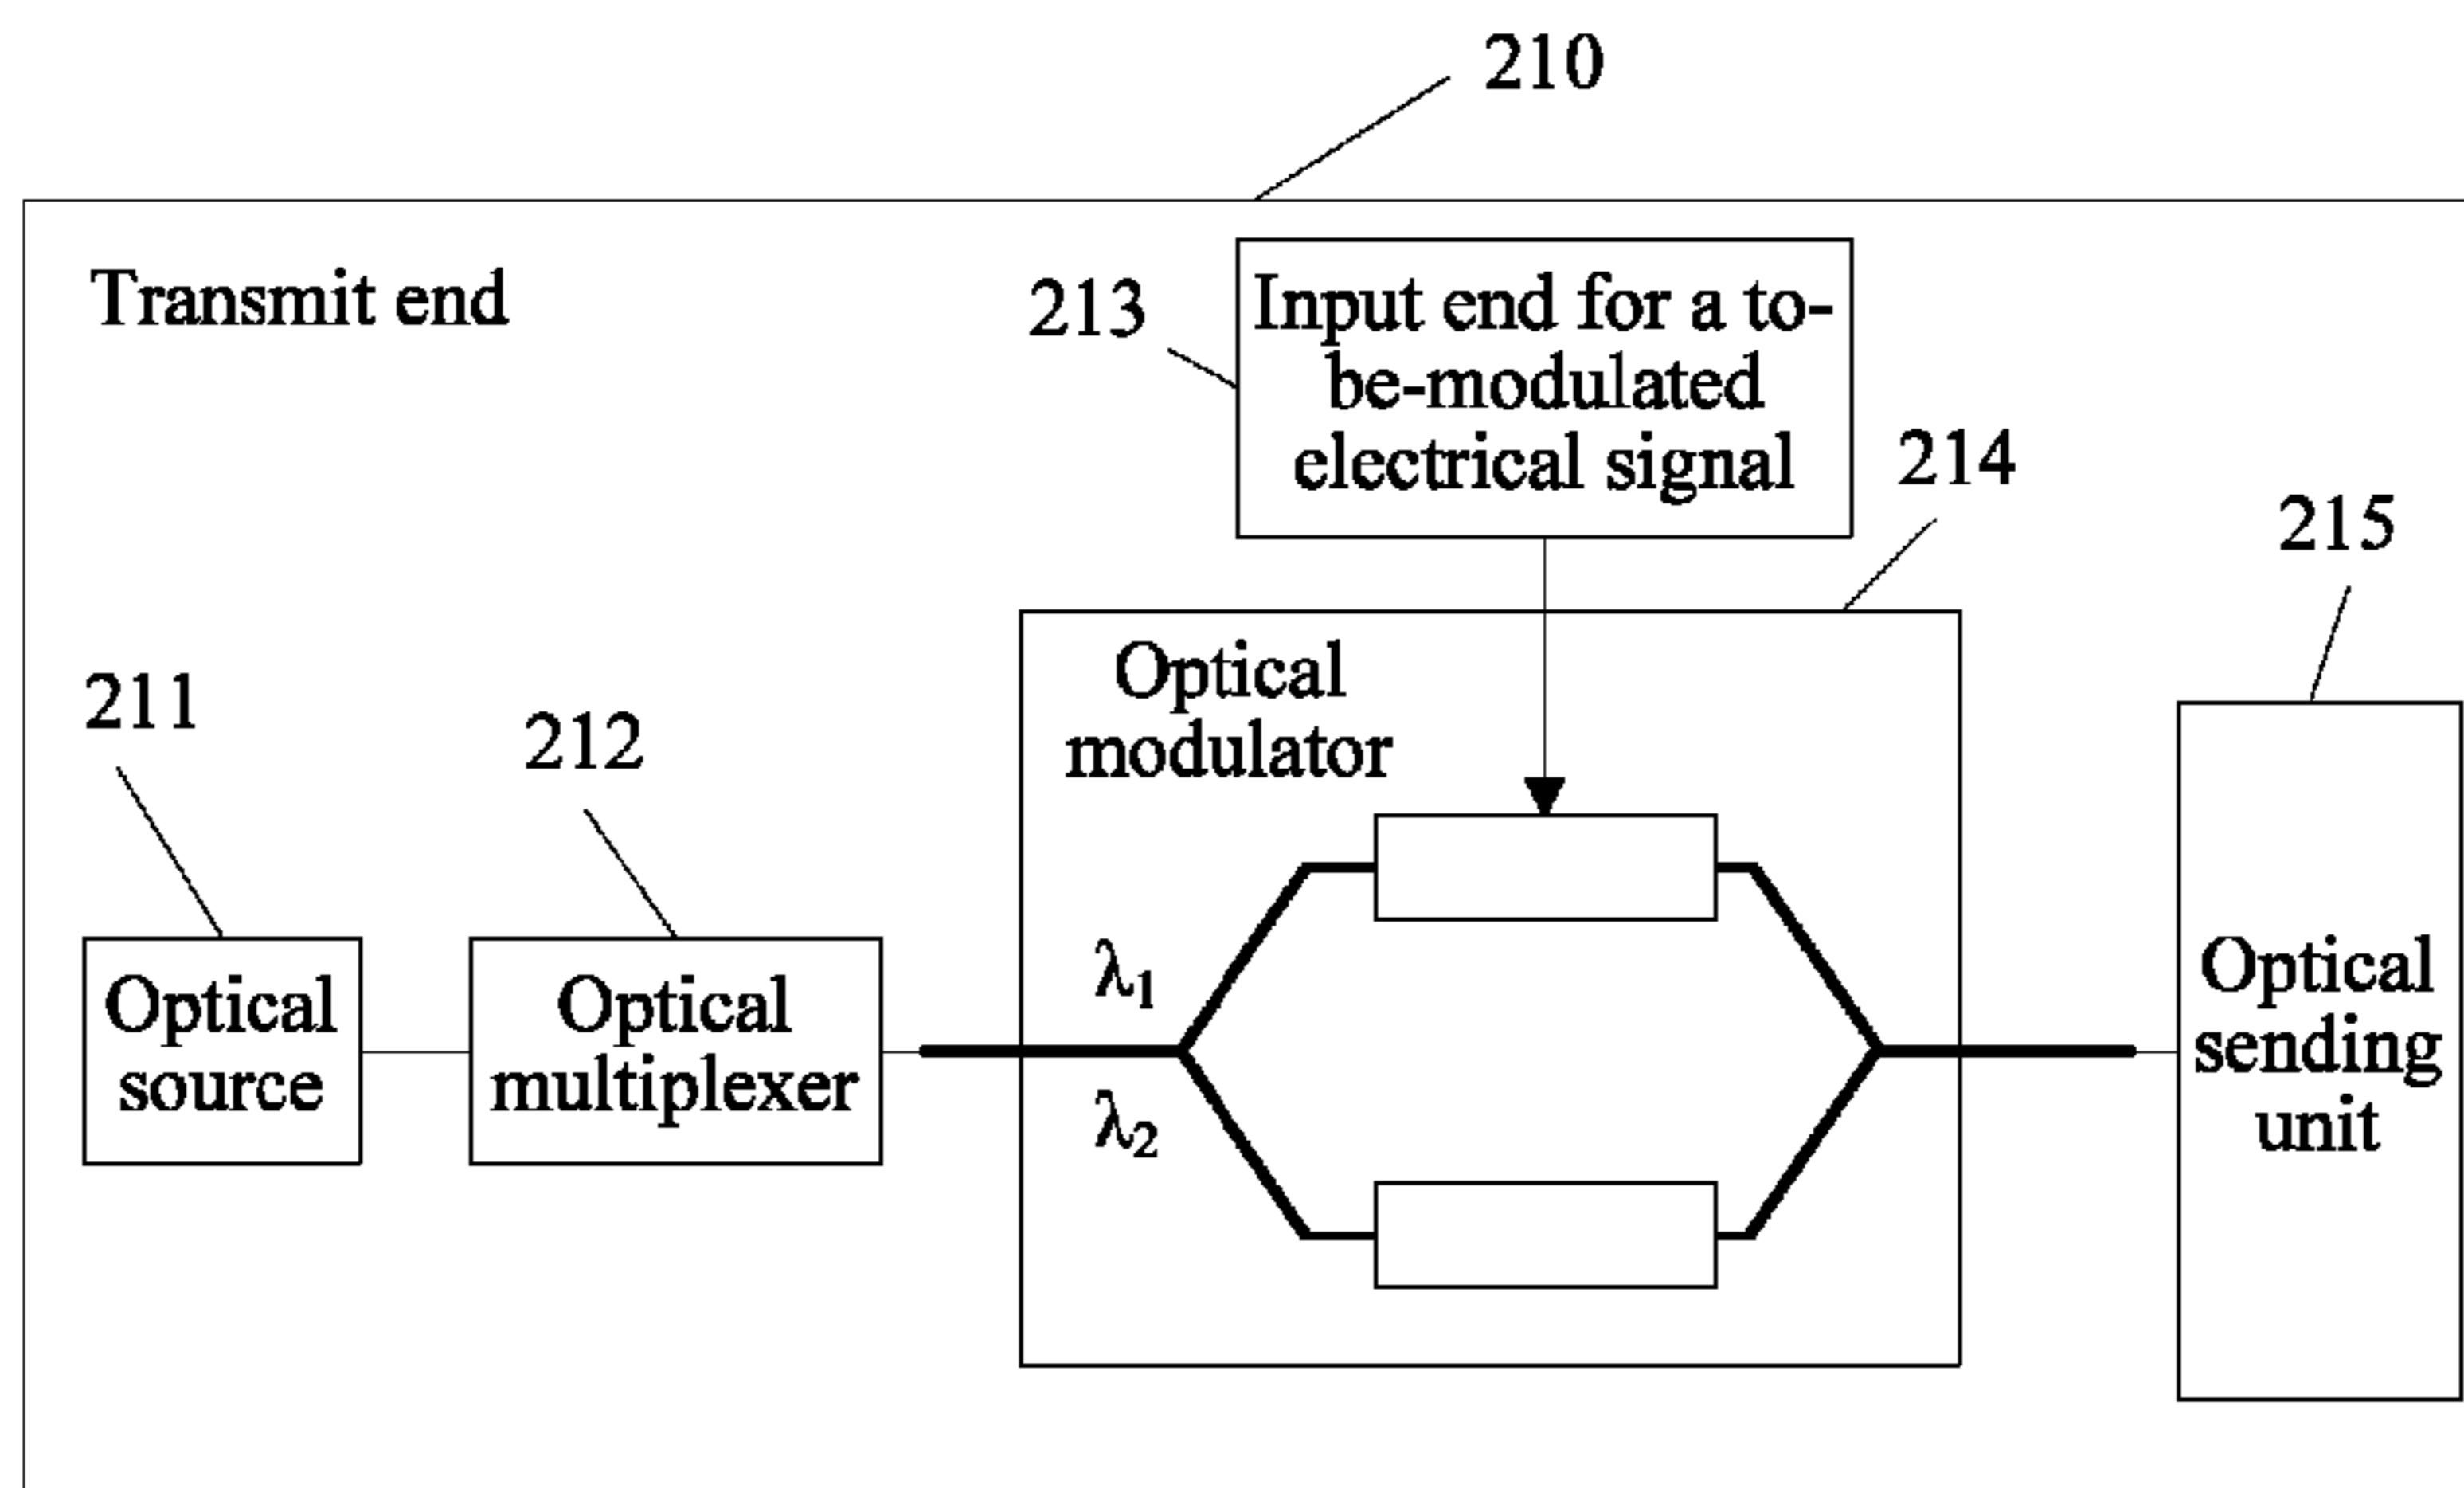 210
Transmit end
213
Input end for a to-
be-modulated
electrical signal
214
215
Optical
modulator
211
212
λ1
λ2
Optical
source
Optical
multiplexer
Optical
sending
unit